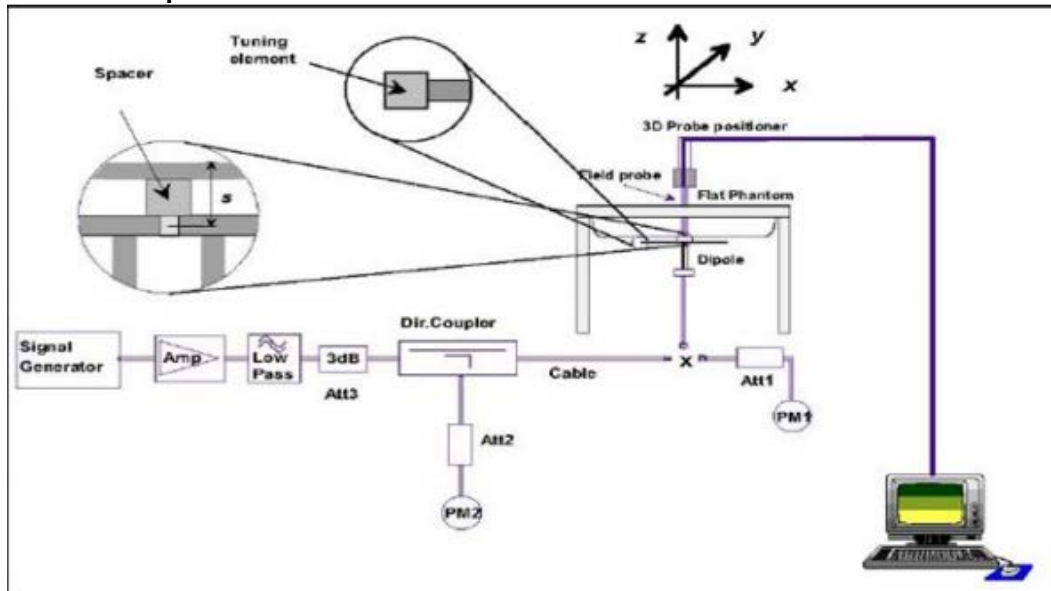 Tuning
element
Spacer
s
z
y
x
3D Probe positioner
Field probe
Flat Phantom
Dipole
Signal
Generator
Amp
Low
Pass
3dB
Att3
Dir.Coupler
Cable
x
Att1
PM1
Att2
PM2